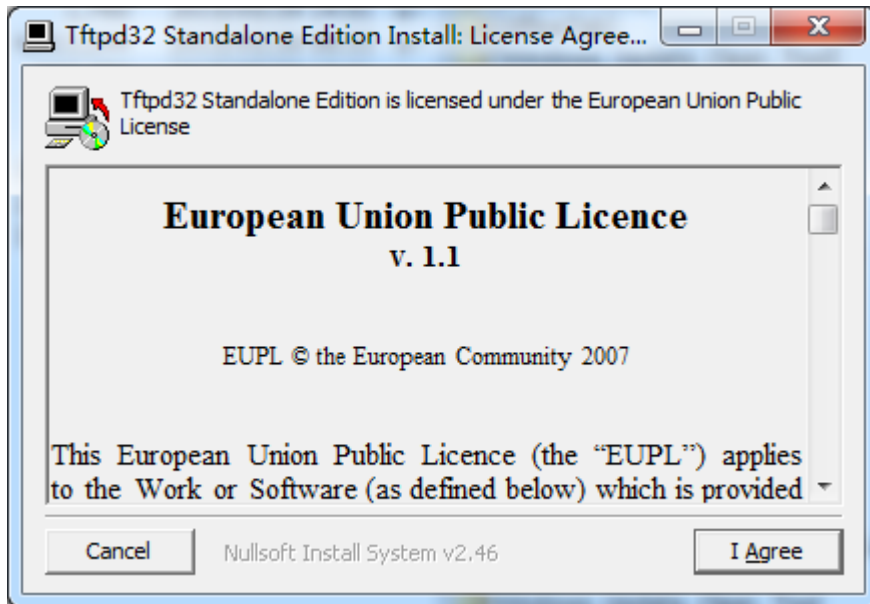 Tftpd32 Standalone Edition Install: License Agree...
Tftpd32 Standalone Edition is licensed under the European Union Public
License
European Union Public Licence
v. 1.1
EUPL © the European Community 2007
This European Union Public Licence (the “EUPL”) applies
to the Work or Software (as defined below) which is provided
Cancel
Nullsoft Install System v2.46
I Agree